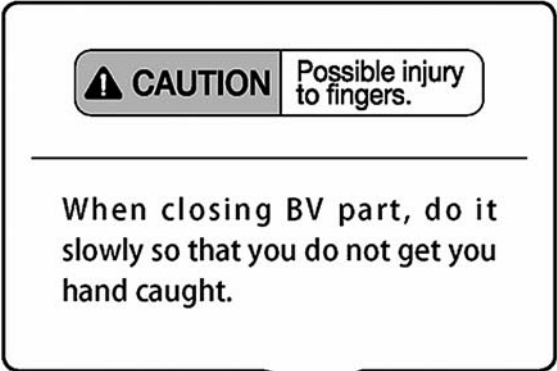 CAUTION
Possible injury
to fingers.
When closing BV part, do it
slowly so that you do not get you
hand caught.